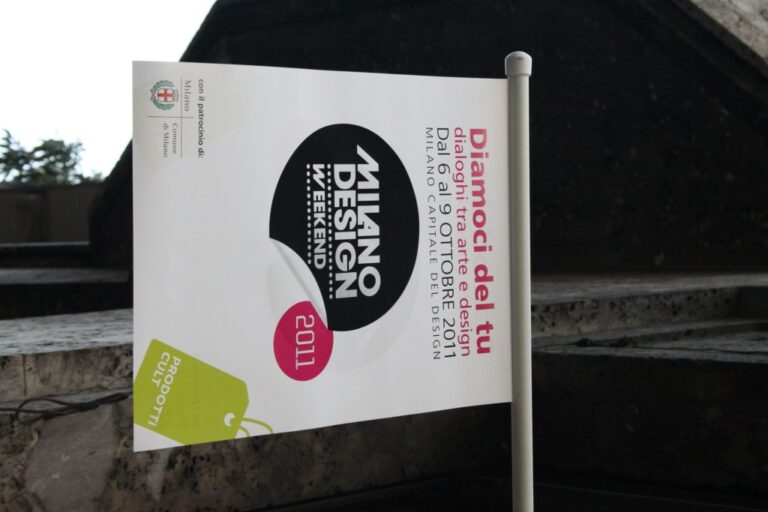 Diamoci del tu
dialoghi tra arte e design
Dal 6 al 9 OTTOBRE 2011
MILANO CAPITALE DEL DESIGN
MILANO
DESIGN
WEEKEND
2011
PRODOTTI
CULT
con il patrocinio di:
Milano
Comune
di Milano